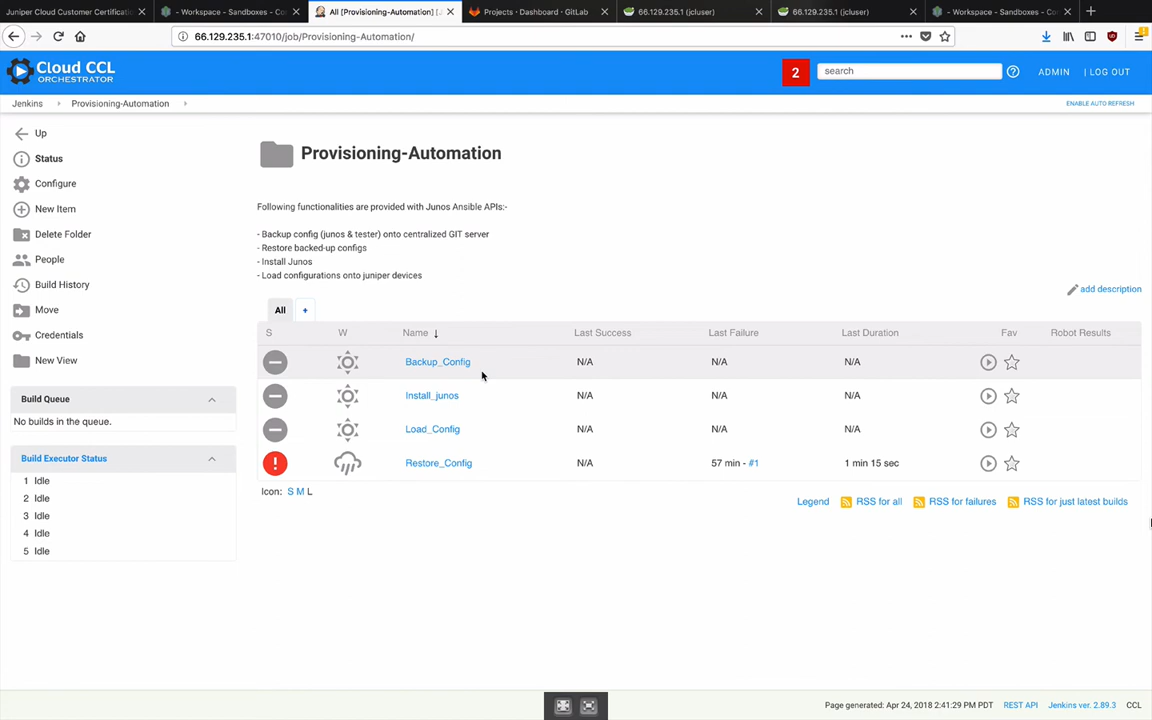 Juniper Cloud Customer Certificati
- Workspace - Sandboxes - Co
All [Provisioning-Automation] [J
Projects · Dashboard · GitLab
66.129.235.1 (jcluser)
66.129.235.1 (jcluser)
- Workspace - Sandboxes - Co
66.129.235.1:47010/job/Provisioning-Automation/
Cloud CCL
ORCHESTRATOR
2
search
ADMIN
| LOG OUT
Jenkins
Provisioning-Automation
ENABLE AUTO REFRESH
Up
Status
Configure
New Item
Delete Folder
People
Build History
Move
Credentials
New View
Build Queue
No builds in the queue.
Build Executor Status
1 Idle
2 Idle
3 Idle
4 Idle
5 Idle
Provisioning-Automation
Following functionalities are provided with Junos Ansible APIs:-
- Backup config (junos & tester) onto centralized GIT server
- Restore backed-up configs
- Install Junos
- Load configurations onto juniper devices
add description
All
+
S W Name ↓ Last Success Last Failure Last Duration Fav Robot Results
Backup_Config N/A N/A N/A
Install_junos N/A N/A N/A
Load_Config N/A N/A N/A
Restore_Config N/A 57 min - #1 1 min 15 sec
Icon: S M L
Legend RSS for all RSS for failures RSS for just latest builds
Page generated: Apr 24, 2018 2:41:29 PM PDT REST API Jenkins ver. 2.89.3 CCL